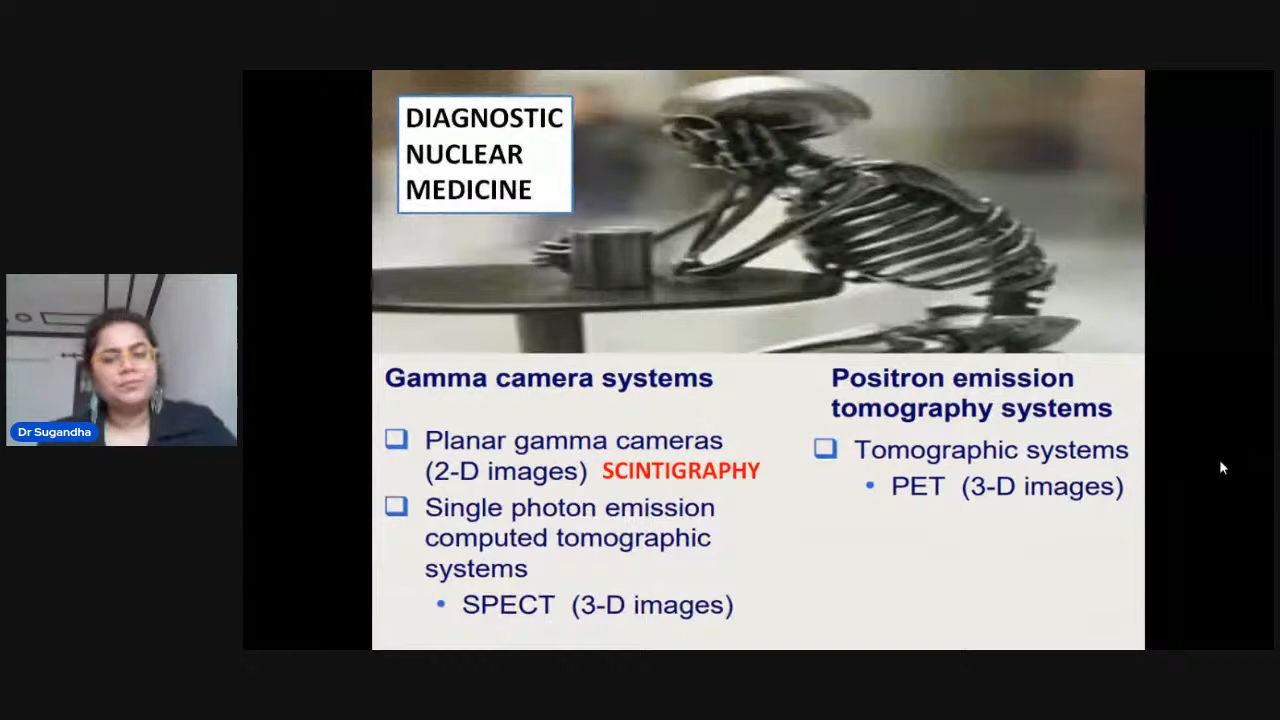 DIAGNOSTIC
NUCLEAR
MEDICINE
Gamma camera systems
Planar gamma cameras
(2-D images) SCINTIGRAPHY
Single photon emission
computed tomographic
systems
SPECT (3-D images)
Positron emission
tomography systems
Tomographic systems
PET (3-D images)
Dr Sugandha